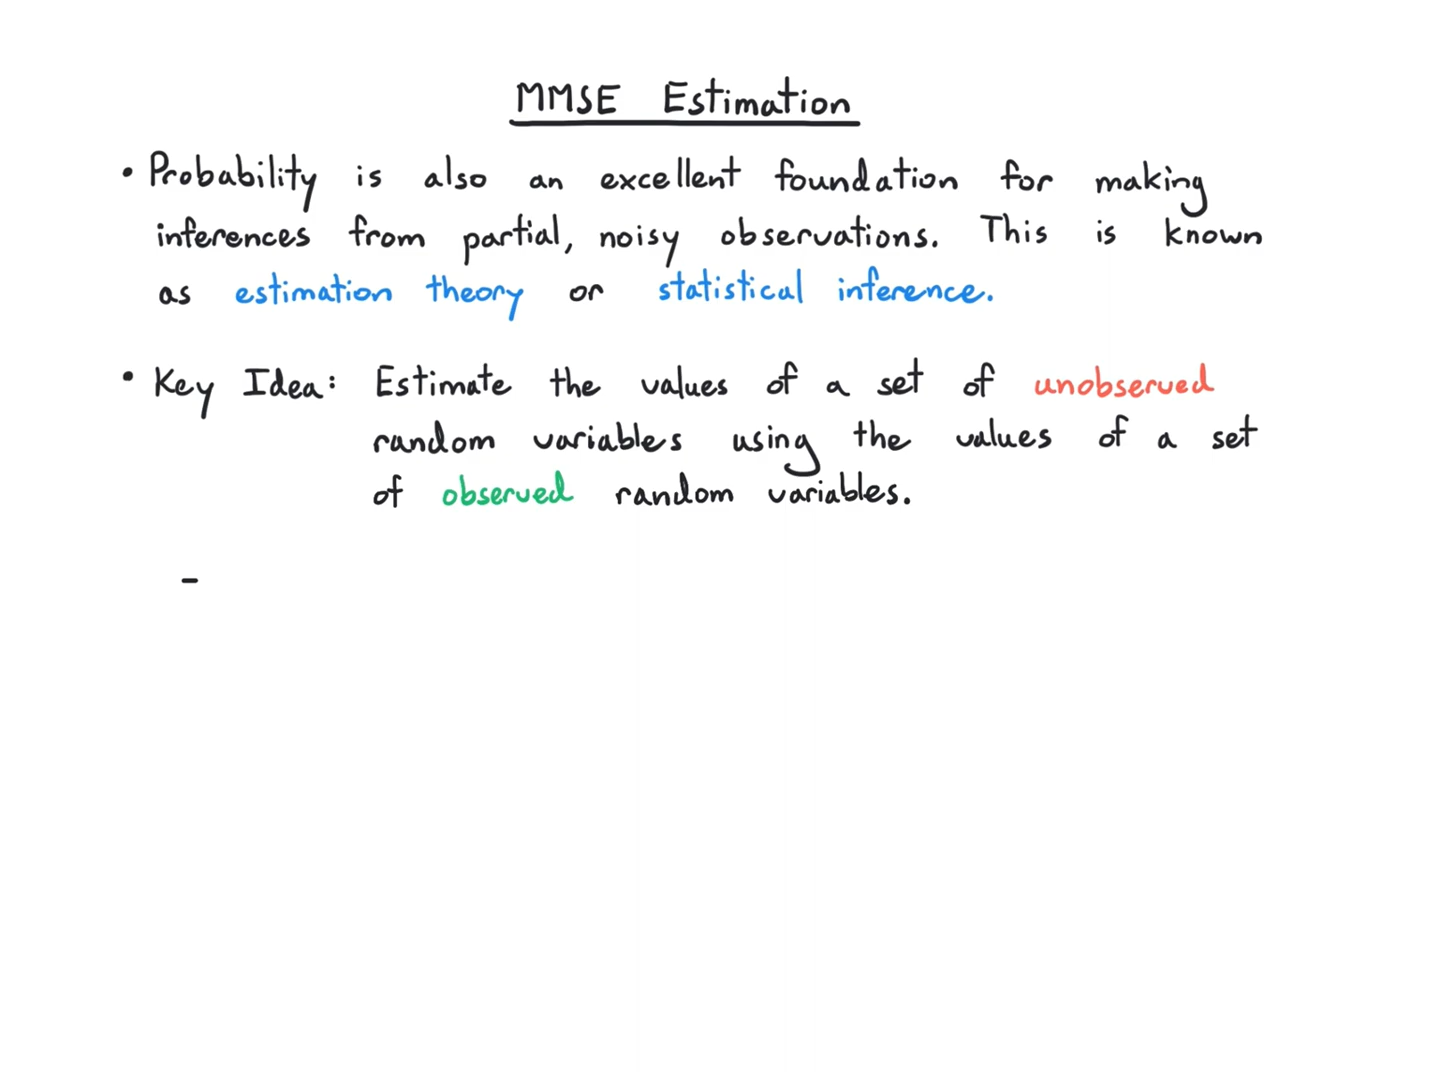 MMSE Estimation
• Probability is also an excellent foundation for making
inferences from partial, noisy observations. This is known
as estimation theory or statistical inference.
• Key Idea: Estimate the values of a set of unobserved
random variables using the values of a set
of observed random variables.
-